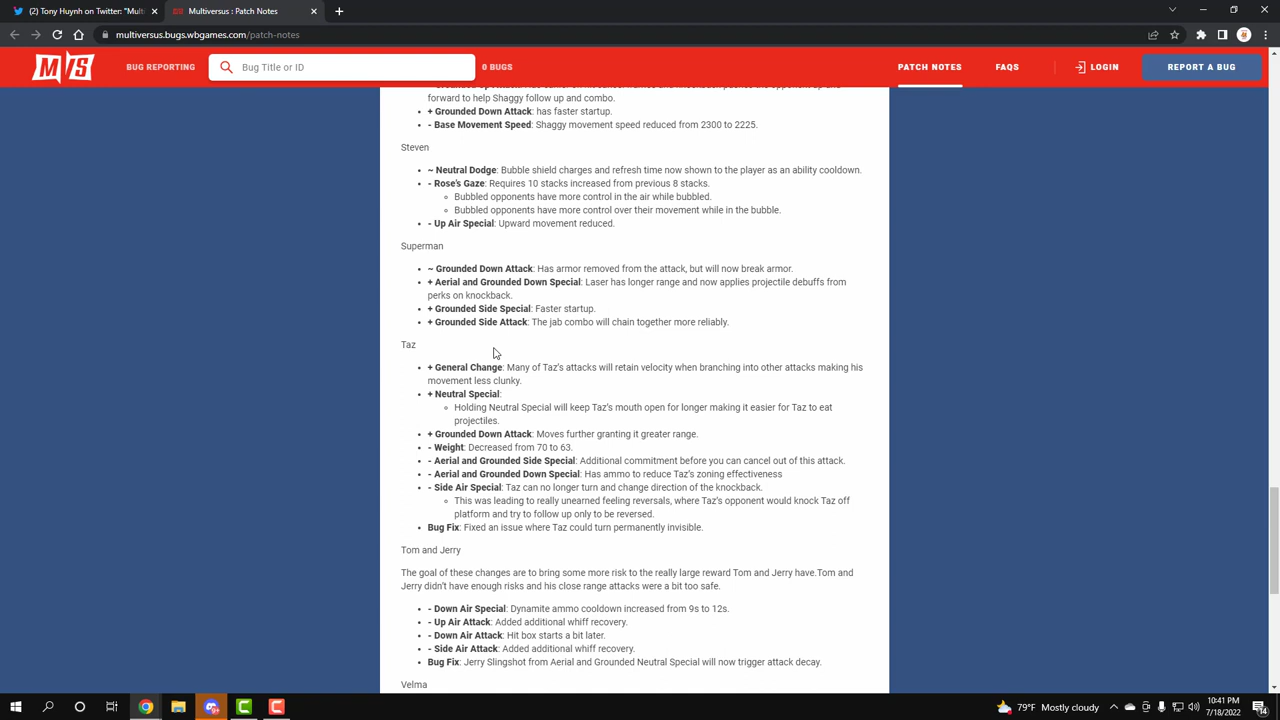 (2) Tony Huynh on Twitter: "Multi
Multiversus : Patch Notes
multiversus.bugs.wbgames.com/patch-notes
M/S
BUG REPORTING
Bug Title or ID
0 BUGS
PATCH NOTES
FAQS
LOGIN
REPORT A BUG
forward to help Shaggy follow up and combo.
+ Grounded Down Attack: has faster startup.
- Base Movement Speed: Shaggy movement speed reduced from 2300 to 2225.
Steven
~ Neutral Dodge: Bubble shield charges and refresh time now shown to the player as an ability cooldown.
- Rose's Gaze: Requires 10 stacks increased from previous 8 stacks.
Bubbled opponents have more control in the air while bubbled.
Bubbled opponents have more control over their movement while in the bubble.
- Up Air Special: Upward movement reduced.
Superman
~ Grounded Down Attack: Has armor removed from the attack, but will now break armor.
+ Aerial and Grounded Down Special: Laser has longer range and now applies projectile debuffs from
perks on knockback.
+ Grounded Side Special: Faster startup.
+ Grounded Side Attack: The jab combo will chain together more reliably.
Taz
+ General Change: Many of Taz's attacks will retain velocity when branching into other attacks making his
movement less clunky.
+ Neutral Special:
Holding Neutral Special will keep Taz's mouth open for longer making it easier for Taz to eat
projectiles.
+ Grounded Down Attack: Moves further granting it greater range.
- Weight: Decreased from 70 to 63.
- Aerial and Grounded Side Special: Additional commitment before you can cancel out of this attack.
- Aerial and Grounded Down Special: Has ammo to reduce Taz's zoning effectiveness
- Side Air Special: Taz can no longer turn and change direction of the knockback.
This was leading to really unearned feeling reversals, where Taz's opponent would knock Taz off
platform and try to follow up only to be reversed.
Bug Fix: Fixed an issue where Taz could turn permanently invisible.
Tom and Jerry
The goal of these changes are to bring some more risk to the really large reward Tom and Jerry have.Tom and
Jerry didn't have enough risks and his close range attacks were a bit too safe.
- Down Air Special: Dynamite ammo cooldown increased from 9s to 12s.
- Up Air Attack: Added additional whiff recovery.
- Down Air Attack: Hit box starts a bit later.
- Side Air Attack: Added additional whiff recovery.
Bug Fix: Jerry Slingshot from Aerial and Grounded Neutral Special will now trigger attack decay.
Velma
79°F Mostly cloudy
10:41 PM
7/18/2022